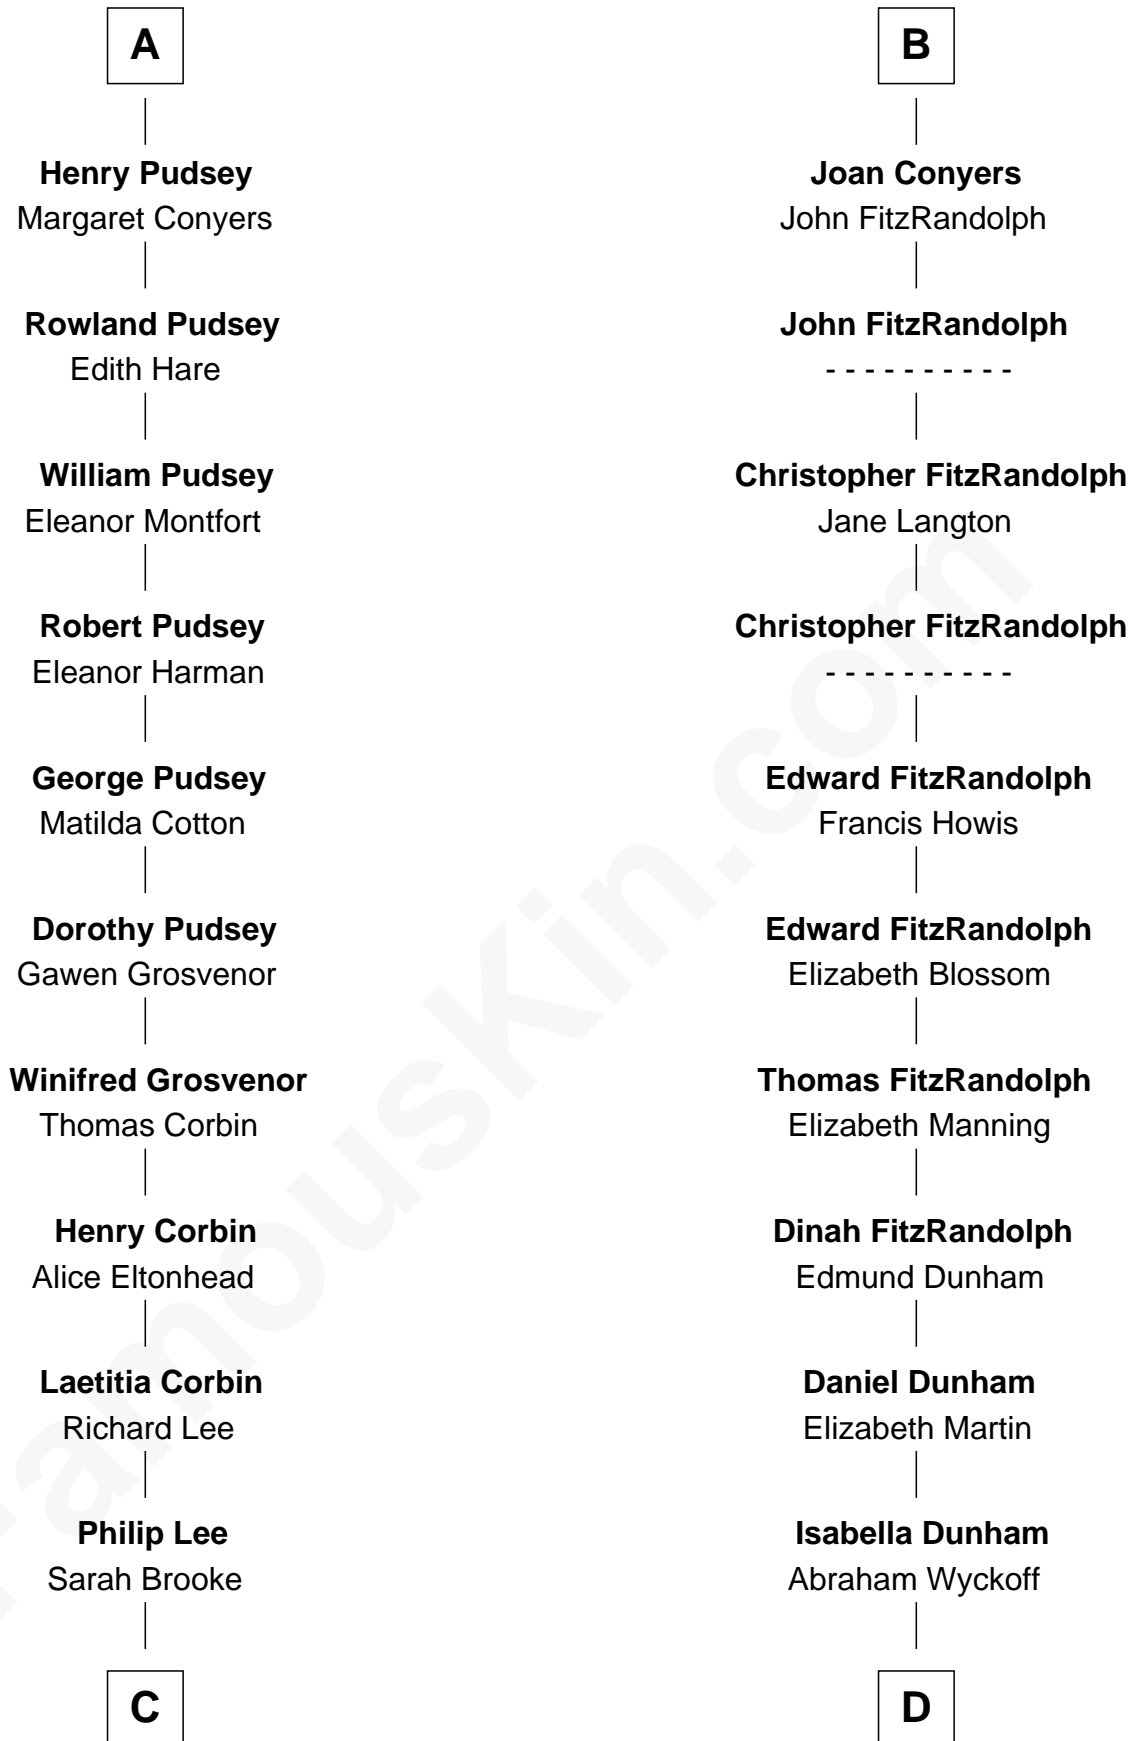 A
Henry Pudsey
Margaret Conyers
Rowland Pudsey
Edith Hare
William Pudsey
Eleanor Montfort
Robert Pudsey
Eleanor Harman
George Pudsey
Matilda Cotton
Dorothy Pudsey
Gawen Grosvenor
Winifred Grosvenor
Thomas Corbin
Henry Corbin
Alice Eltonhead
Laetitia Corbin
Richard Lee
Philip Lee
Sarah Brooke
C
B
Joan Conyers
John FitzRandolph
John FitzRandolph
- - - - - - - - - -
Christopher FitzRandolph
Jane Langton
Christopher FitzRandolph
- - - - - - - - - -
Edward FitzRandolph
Francis Howis
Edward FitzRandolph
Elizabeth Blossom
Thomas FitzRandolph
Elizabeth Manning
Dinah FitzRandolph
Edmund Dunham
Daniel Dunham
Elizabeth Martin
Isabella Dunham
Abraham Wyckoff
D
FamousKin.com